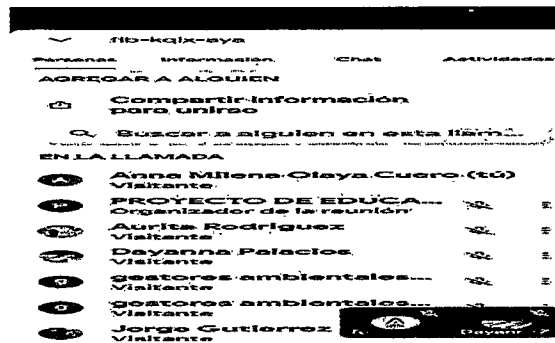 fib-kqix-aya
Personas Información Chat Actividades
AGREGAR A ALGUIEN
Compartir información
para unirse
Buscar a alguien en esta llam...
EN LA LLAMADA
Anna Milena Olaya Cuero (tú)
Visitante
PROYECTO DE EDUCA...
Organizador de la reunión
Aurita Rodriguez
Visitante
Dayanna Palacios
Visitante
gestores ambientales...
Visitante
gestores ambientales...
Visitante
Jorge Gutierrez
Visitante